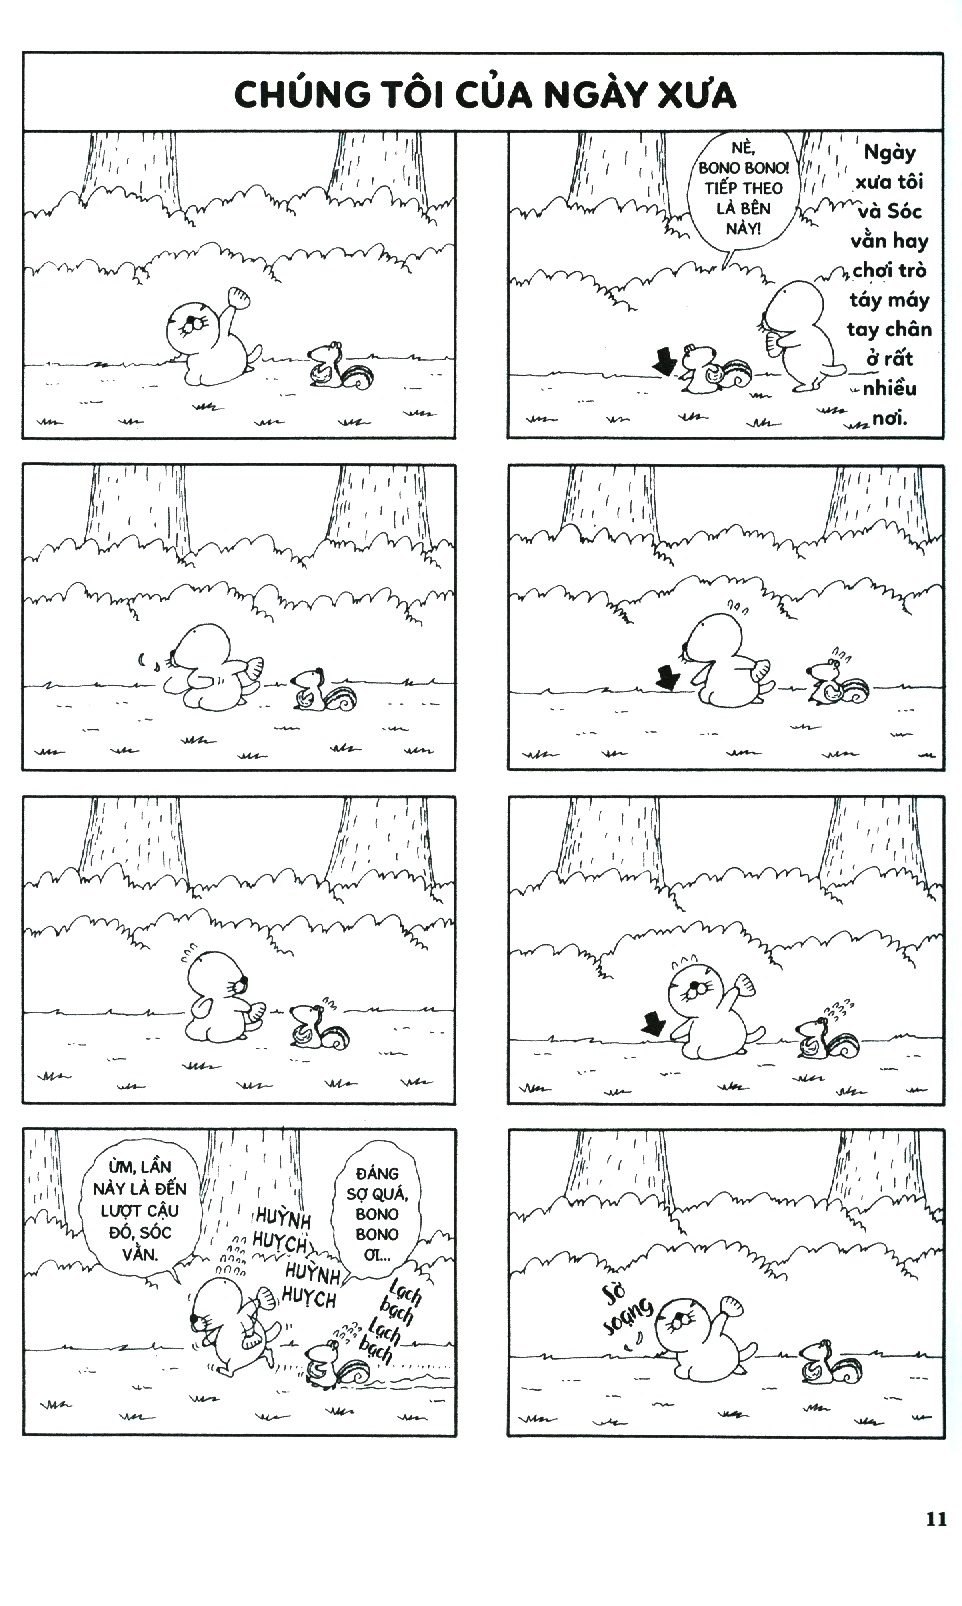 CHÚNG TÔI CỦA NGÀY XƯA
Ngày
xưa tôi
và Sóc
vằn hay
chơi trò
táy máy
tay chân
ở rất
nhiều
nơi.
NÈ,
BONO BONO!
TIẾP THEO
LÀ BÊN
NÀY!
Sờ
soạng
ĐÁNG
SỢ QUÁ,
BONO
BONO
ƠI...
Lạch
bạch
Lạch
bạch
HUỲNH
HUỴCH
HUỲNH
HUỴCH
ỪM, LẦN
NÀY LÀ ĐẾN
LƯỢT CẬU
ĐÓ, SÓC
VẰN.
11